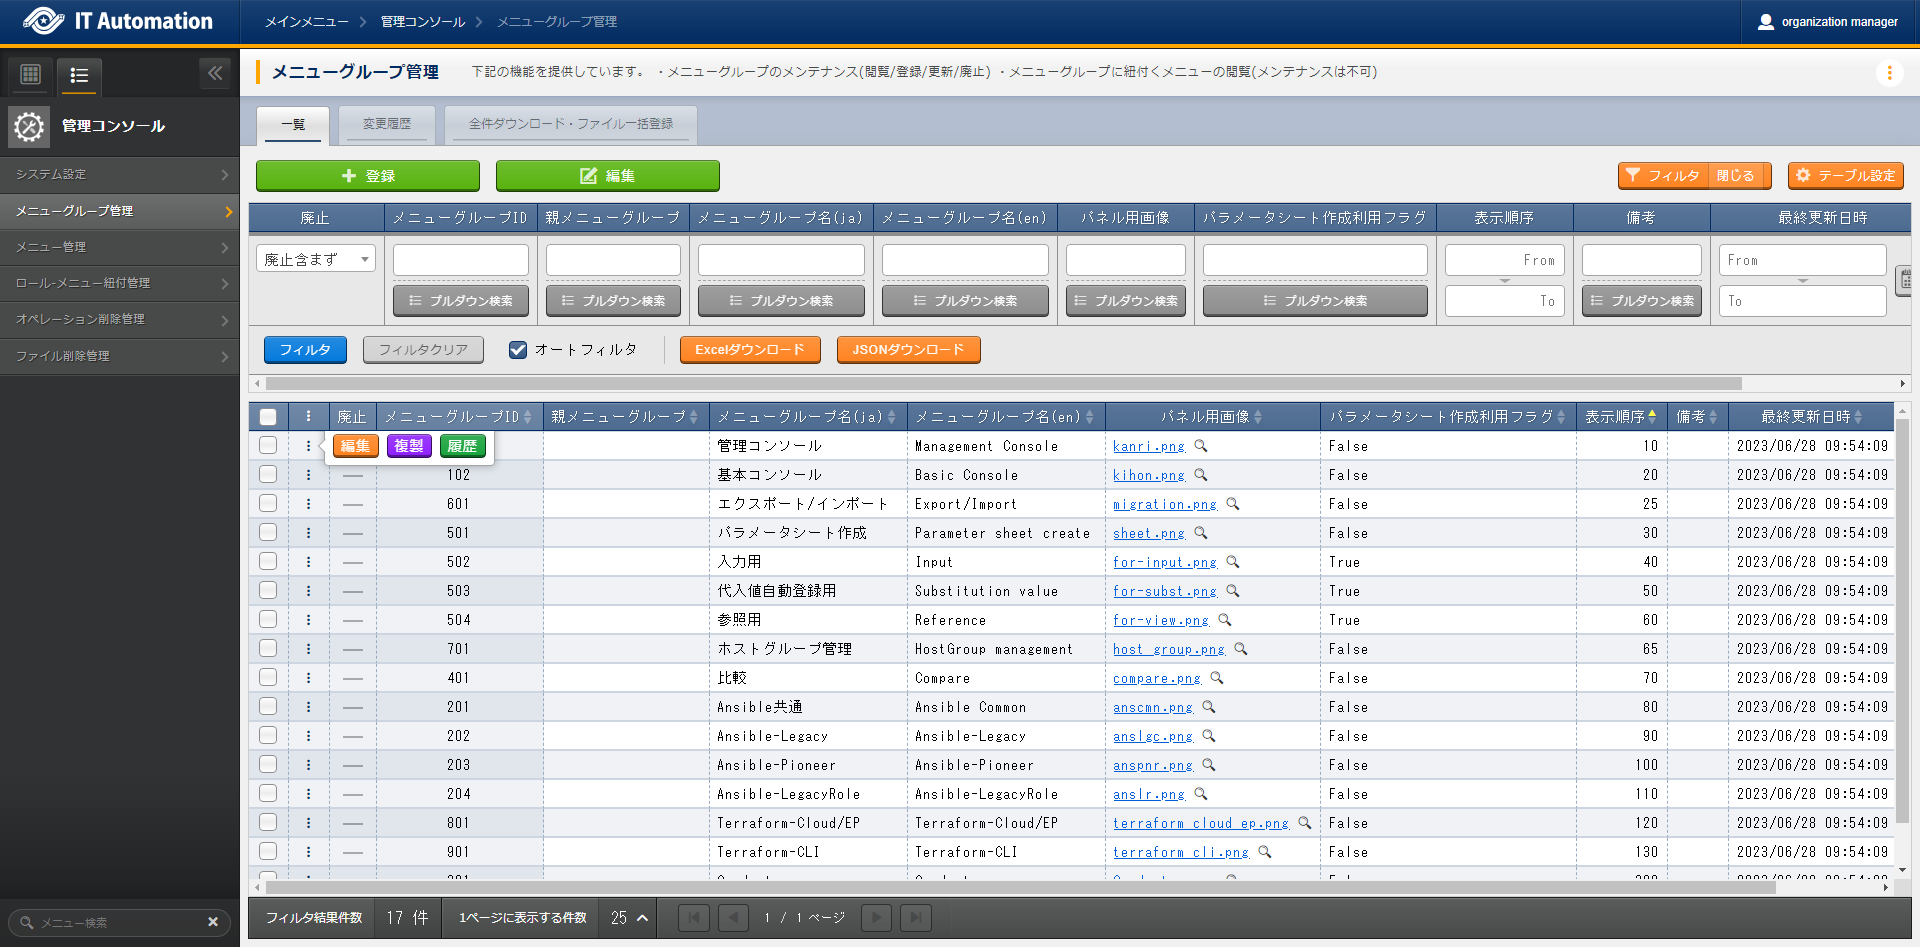 IT Automation
メインメニュー
管理コンソール
メニューグループ管理
organization manager
管理コンソール
システム設定
メニューグループ管理
メニュー管理
ロール-メニュー紐付管理
オペレーション削除管理
ファイル削除管理
メニュー検索
メニューグループ管理
下記の機能を提供しています。 ・メニューグループのメンテナンス(閲覧/登録/更新/廃止) ・メニューグループに紐付くメニューの閲覧(メンテナンスは不可)
一覧 変更履歴 全件ダウンロード・ファイル一括登録
登録 編集 フィルタ 閉じる テーブル設定
廃止 メニューグループID 親メニューグループ メニューグループ名(ja) メニューグループ名(en) パネル用画像 パラメータシート作成利用フラグ 表示順序 備考 最終更新日時
廃止含まず From From
プルダウン検索 プルダウン検索 プルダウン検索 プルダウン検索 プルダウン検索 プルダウン検索 To プルダウン検索 To
フィルタ フィルタクリア オートフィルタ Excelダウンロード JSONダウンロード
廃止 メニューグループID 親メニューグループ メニューグループ名(ja) メニューグループ名(en) パネル用画像 パラメータシート作成利用フラグ 表示順序 備考 最終更新日時
編集 複製 履歴 管理コンソール Management Console kanri.png False 10 2023/06/28 09:54:09
102 基本コンソール Basic Console kihon.png False 20 2023/06/28 09:54:09
601 エクスポート/インポート Export/Import migration.png False 25 2023/06/28 09:54:09
501 パラメータシート作成 Parameter sheet create sheet.png False 30 2023/06/28 09:54:09
502 入力用 Input for-input.png True 40 2023/06/28 09:54:09
503 代入値自動登録用 Substitution value for-subst.png True 50 2023/06/28 09:54:09
504 参照用 Reference for-view.png True 60 2023/06/28 09:54:09
701 ホストグループ管理 HostGroup management host_group.png False 65 2023/06/28 09:54:09
401 比較 Compare compare.png False 70 2023/06/28 09:54:09
201 Ansible共通 Ansible Common anscmn.png False 80 2023/06/28 09:54:09
202 Ansible-Legacy Ansible-Legacy anslgc.png False 90 2023/06/28 09:54:09
203 Ansible-Pioneer Ansible-Pioneer anspnr.png False 100 2023/06/28 09:54:09
204 Ansible-LegacyRole Ansible-LegacyRole anslr.png False 110 2023/06/28 09:54:09
801 Terraform-Cloud/EP Terraform-Cloud/EP terraform_cloud_ep.png False 120 2023/06/28 09:54:09
901 Terraform-CLI Terraform-CLI terraform_cli.png False 130 2023/06/28 09:54:09
フィルタ結果件数 17 件 1ページに表示する件数 25 1 / 1 ページ